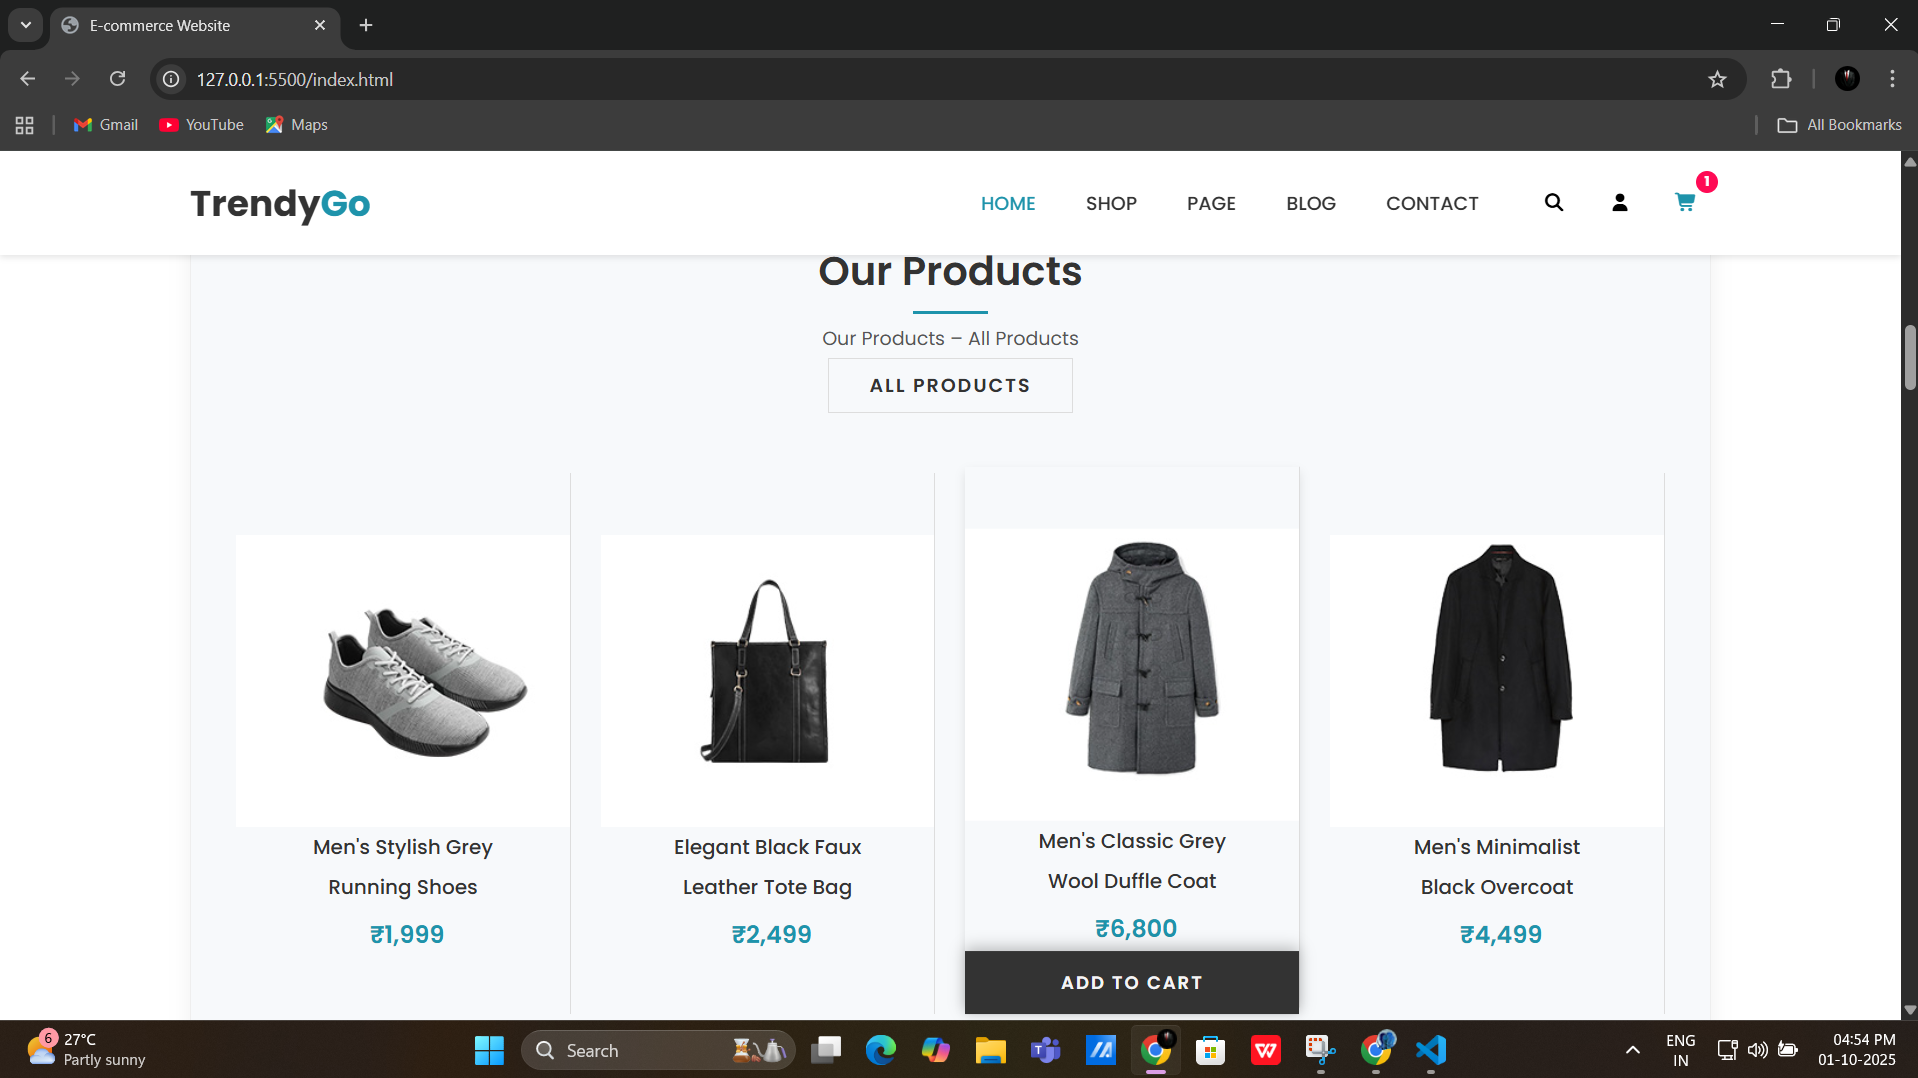 E-commerce Website
127.0.0.1:5500/index.html
Gmail
YouTube
Maps
All Bookmarks
TrendyGo
HOME
SHOP
PAGE
BLOG
CONTACT
1
Our Products
Our Products – All Products
ALL PRODUCTS
Men's Stylish Grey
Running Shoes
₹1,999
Elegant Black Faux
Leather Tote Bag
₹2,499
Men's Classic Grey
Wool Duffle Coat
₹6,800
ADD TO CART
Men's Minimalist
Black Overcoat
₹4,499
6
27°C
Partly sunny
Search
ENG
IN
04:54 PM
01-10-2025